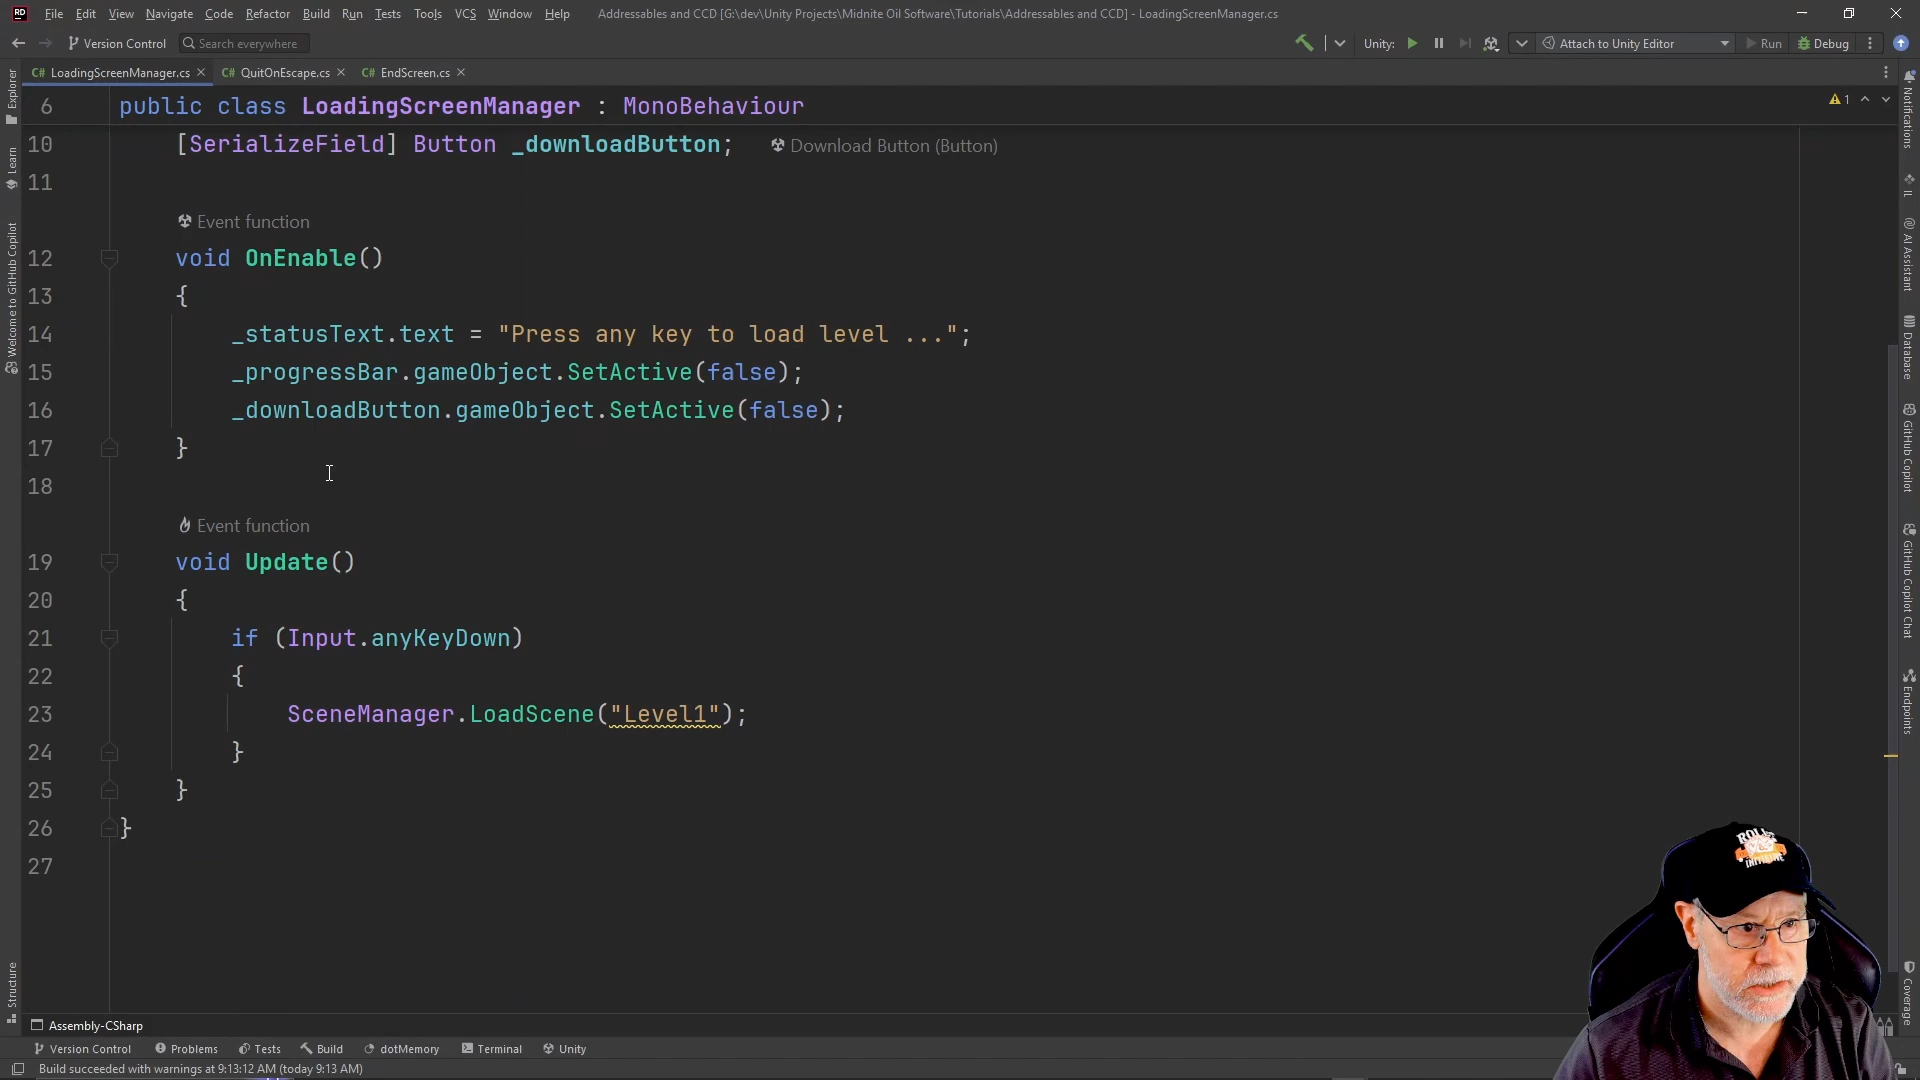 RD File Edit View Navigate Code Refactor Build Run Tests Tools VCS Window Help Addressables and CCD [G:\dev\Unity Projects\Midnite Oil Software\Tutorials\Addressables and CCD] - LoadingScreenManager.cs
Version Control Search everywhere Unity: Attach to Unity Editor Run Debug
C# LoadingScreenManager.cs C# QuitOnEscape.cs C# EndScreen.cs
6 public class LoadingScreenManager : MonoBehaviour 1
10 [SerializeField] Button _downloadButton; Download Button (Button)
11
Event function
12 void OnEnable()
13 {
14 _statusText.text = "Press any key to load level ...";
15 _progressBar.gameObject.SetActive(false);
16 _downloadButton.gameObject.SetActive(false);
17 }
18
Event function
19 void Update()
20 {
21 if (Input.anyKeyDown)
22 {
23 SceneManager.LoadScene("Level1");
24 }
25 }
26 }
27
Explorer
Learn
Welcome to GitHub Copilot
Structure
Notifications
IL
AI Assistant
Database
GitHub Copilot
GitHub Copilot Chat
Endpoints
Coverage
ROLL
INITIATIVE
Assembly-CSharp
Version Control Problems Tests Build dotMemory Terminal Unity
Build succeeded with warnings at 9:13:12 AM (today 9:13 AM)